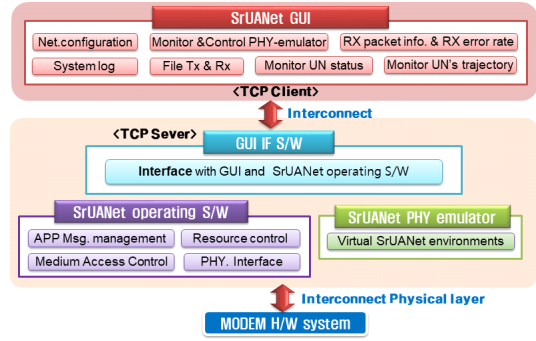 SrUANet GUI
Net.configuration
Monitor &Control PHY-emulator
RX packet info. & RX error rate
System log
File Tx & Rx
Monitor UN status
Monitor UN's trajectory
<TCP Client>
Interconnect
<TCP Sever>
GUI IF S/W
Interface with GUI and SrUANet operating S/W
SrUANet operating S/W
APP Msg. management
Resource control
Medium Access Control
PHY. Interface
SrUANet PHY emulator
Virtual SrUANet environments
Interconnect Physical layer
MODEM H/W system